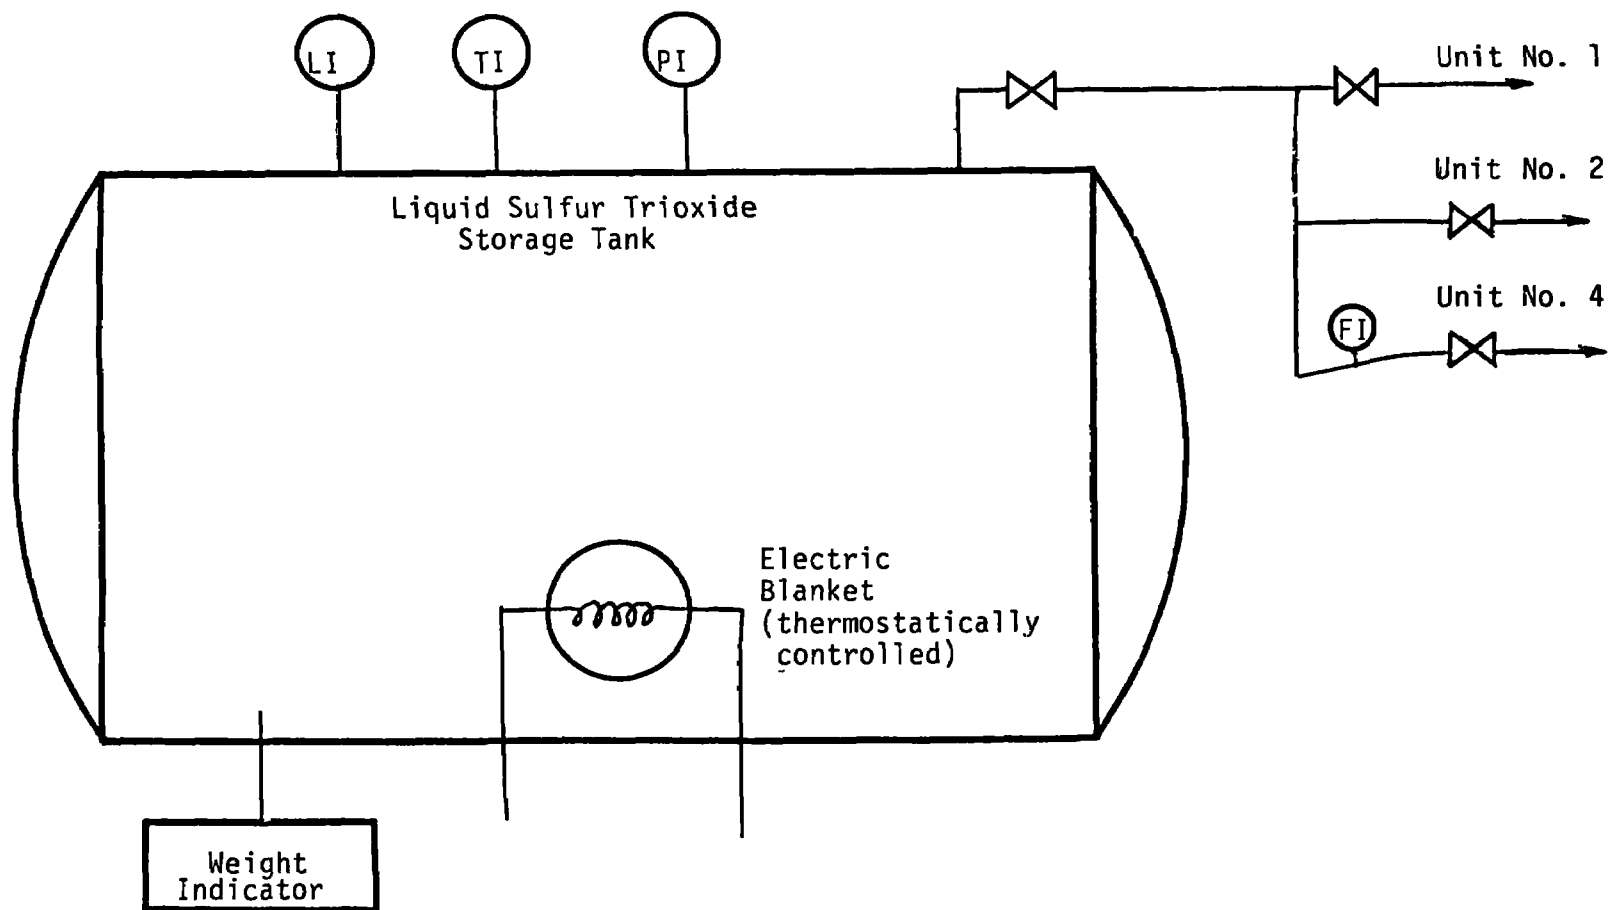 LI
TI
PI
Unit No. 1
Liquid Sulfur Trioxide
Storage Tank
Unit No. 2
Unit No. 4
FI
Electric
Blanket
(thermostatically
controlled)
Weight
Indicator